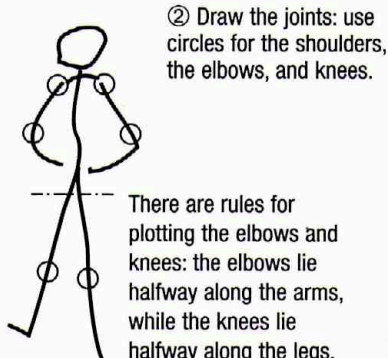 ② Draw the joints: use
circles for the shoulders,
the elbows, and knees.
There are rules for
plotting the elbows and
knees: the elbows lie
halfway along the arms,
while the knees lie
halfway along the legs.